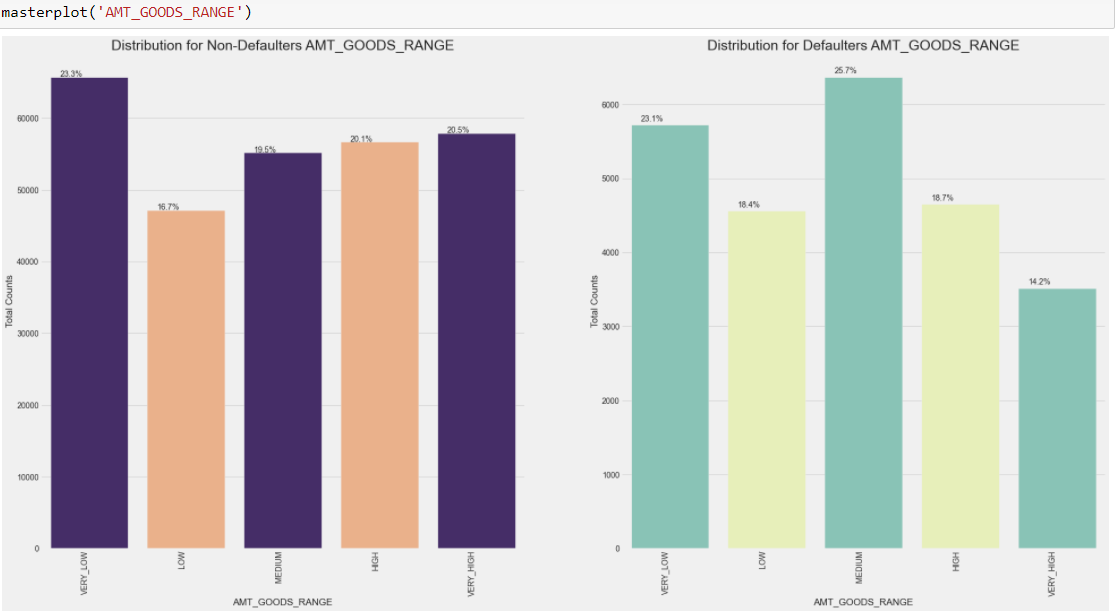 masterplot('AMT_GOODS_RANGE')
Distribution for Non-Defaulters AMT_GOODS_RANGE
23.3%
16.7%
19.5%
20.1%
20.5%
60000
50000
40000
30000
20000
10000
0
Total Counts
VERY_LOW
LOW
MEDIUM
HIGH
VERY_HIGH
AMT_GOODS_RANGE
Distribution for Defaulters AMT_GOODS_RANGE
23.1%
18.4%
25.7%
18.7%
14.2%
6000
5000
4000
3000
2000
1000
0
Total Counts
VERY_LOW
LOW
MEDIUM
HIGH
VERY_HIGH
AMT_GOODS_RANGE